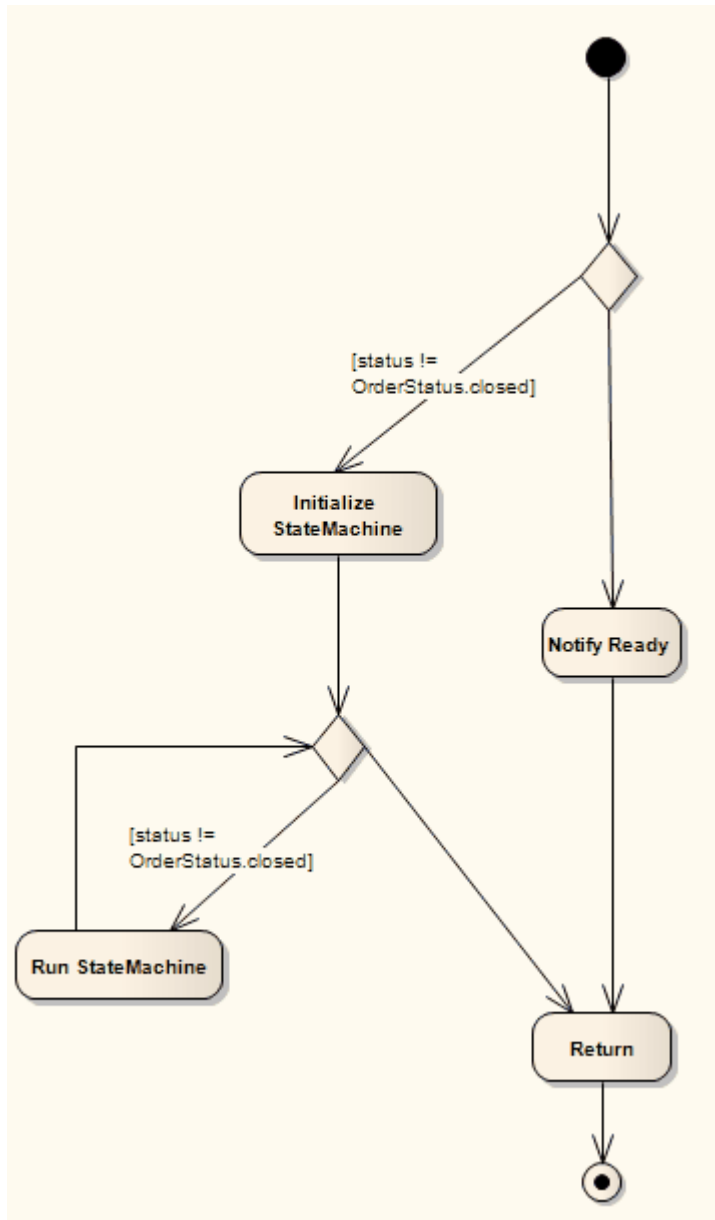 [status !=
OrderStatus.closed]
Initialize
StateMachine
Notify Ready
[status !=
OrderStatus.closed]
Run StateMachine
Return